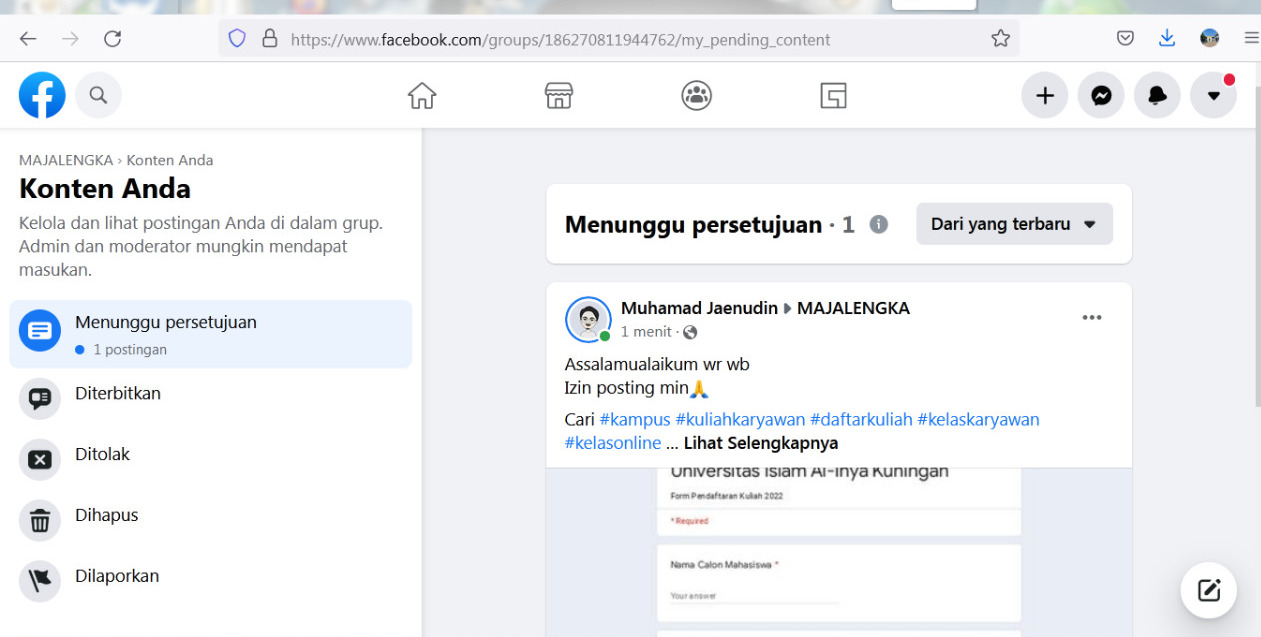 https://www.facebook.com/groups/186270811944762/my_pending_content
MAJALENGKA › Konten Anda
Konten Anda
Kelola dan lihat postingan Anda di dalam grup.
Admin dan moderator mungkin mendapat
masukan.
Menunggu persetujuan
1 postingan
Diterbitkan
Ditolak
Dihapus
Dilaporkan
Menunggu persetujuan · 1
Dari yang terbaru
Muhamad Jaenudin MAJALENGKA
1 menit ·
Assalamualaikum wr wb
Izin posting min🙏
Cari #kampus #kuliahkaryawan #daftarkuliah #kelaskaryawan
#kelasonline ... Lihat Selengkapnya
Universitas Islam Al-Ihya Kuningan
Form Pendaftaran Kuliah 2022
* Required
Nama Calon Mahasiswa *
Your answer